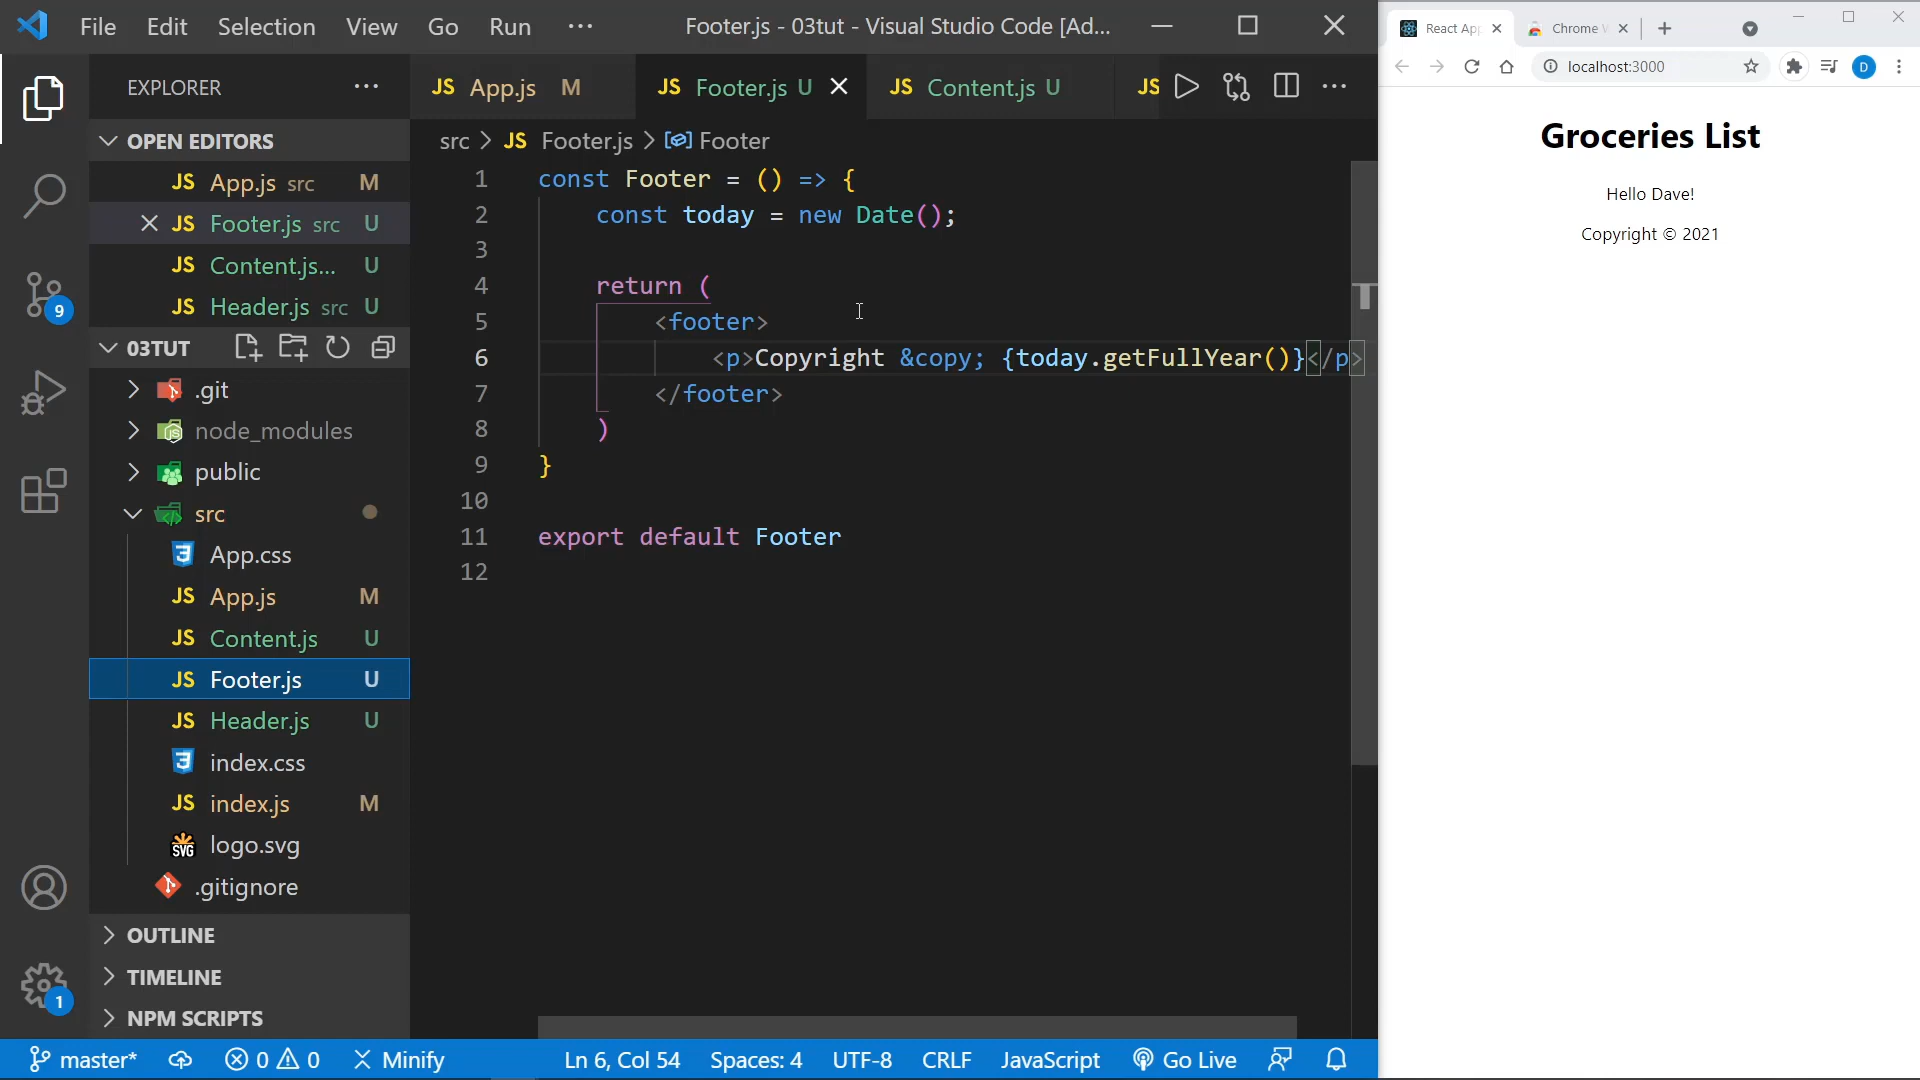 File Edit Selection View Go Run ··· Footer.js - 03tut - Visual Studio Code [Ad...
EXPLORER ···
OPEN EDITORS
JS App.js src M
JS Footer.js src U
JS Content.js... U
JS Header.js src U
03TUT
.git
node_modules
public
src
App.css
JS App.js M
JS Content.js U
JS Footer.js U
JS Header.js U
index.css
JS index.js M
SVG logo.svg
.gitignore
OUTLINE
TIMELINE
NPM SCRIPTS
9
1
JS App.js M JS Footer.js U JS Content.js U JS
src > JS Footer.js > Footer
1 const Footer = () => {
2 const today = new Date();
3
4 return (
5 <footer>
6 <p>Copyright &copy; {today.getFullYear()}</p>
7 </footer>
8 )
9 }
10
11 export default Footer
12
master* 0 0 Minify Ln 6, Col 54 Spaces: 4 UTF-8 CRLF JavaScript Go Live
React App Chrome W
localhost:3000 D
Groceries List
Hello Dave!
Copyright © 2021